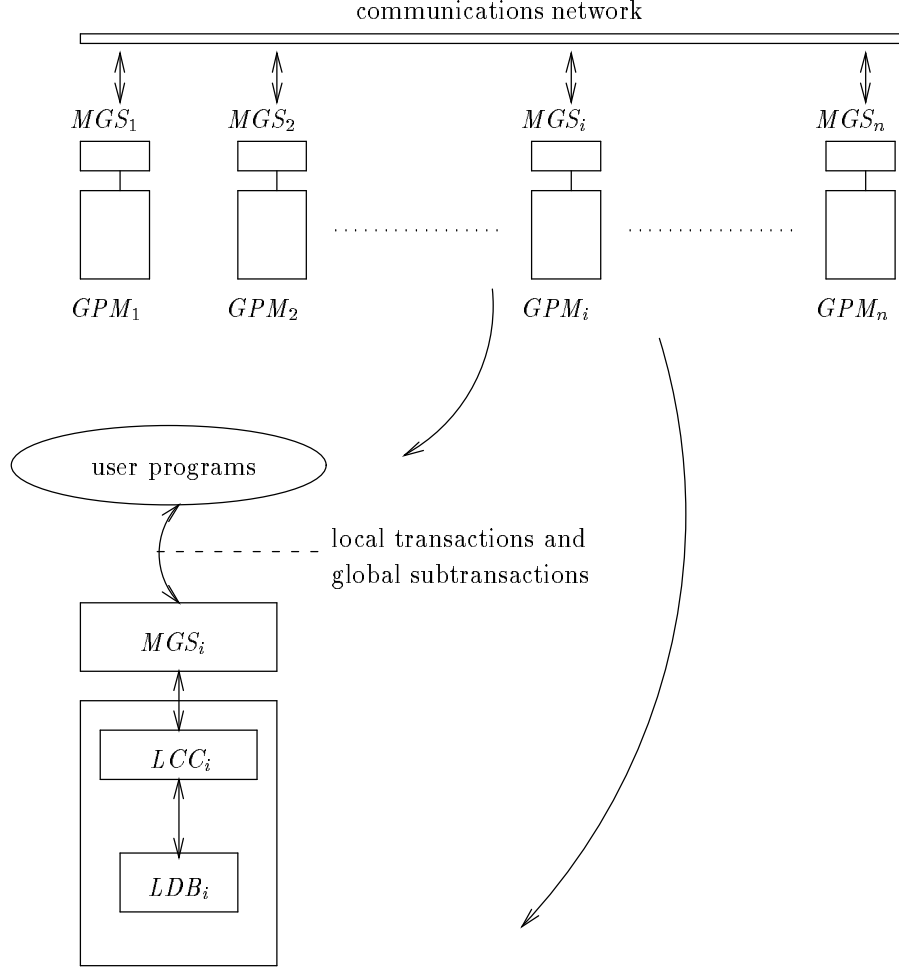 communications network
MGS₁ MGS₂ MGSᵢ MGSₙ
GPM₁ GPM₂ GPMᵢ GPMₙ
user programs
local transactions and
global subtransactions
MGSᵢ
LCCᵢ
LDBᵢ